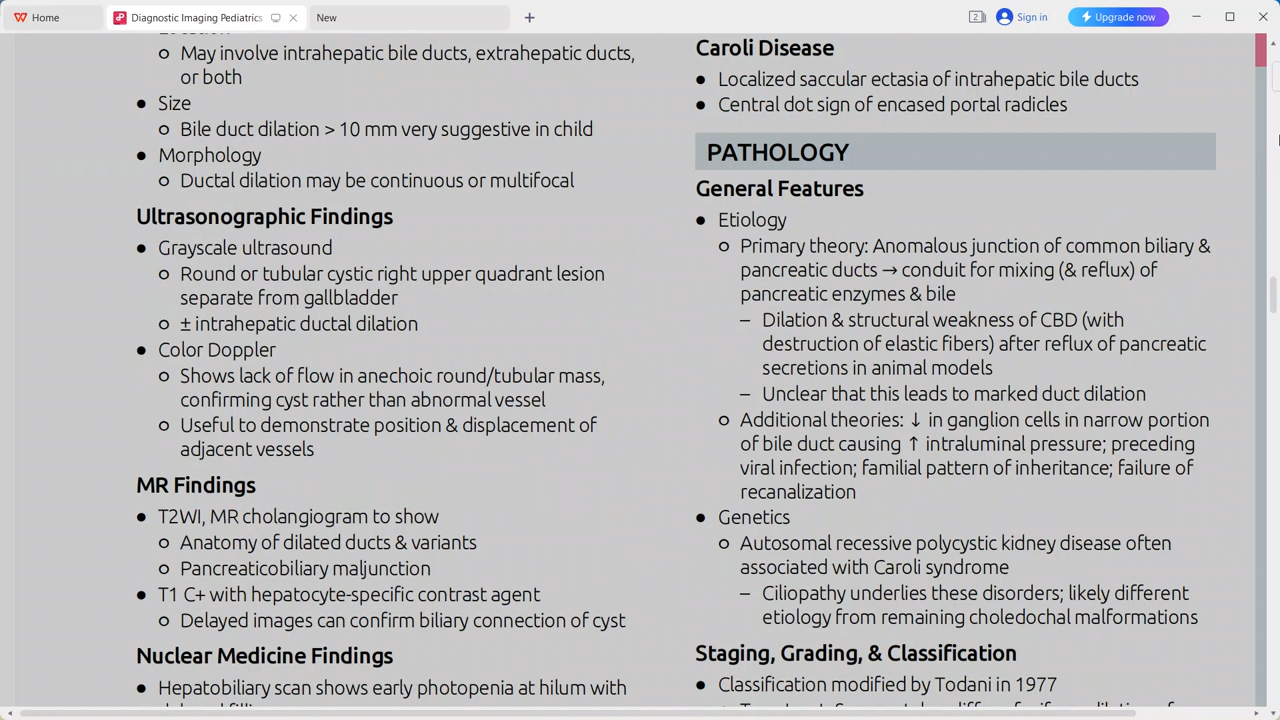 Home
Diagnostic Imaging Pediatrics
New
2
Sign in
Upgrade now
May involve intrahepatic bile ducts, extrahepatic ducts,
or both
Size
Bile duct dilation > 10 mm very suggestive in child
Morphology
Ductal dilation may be continuous or multifocal
Ultrasonographic Findings
Grayscale ultrasound
Round or tubular cystic right upper quadrant lesion
separate from gallbladder
± intrahepatic ductal dilation
Color Doppler
Shows lack of flow in anechoic round/tubular mass,
confirming cyst rather than abnormal vessel
Useful to demonstrate position & displacement of
adjacent vessels
MR Findings
T2WI, MR cholangiogram to show
Anatomy of dilated ducts & variants
Pancreaticobiliary maljunction
T1 C+ with hepatocyte-specific contrast agent
Delayed images can confirm biliary connection of cyst
Nuclear Medicine Findings
Hepatobiliary scan shows early photopenia at hilum with
Caroli Disease
Localized saccular ectasia of intrahepatic bile ducts
Central dot sign of encased portal radicles
PATHOLOGY
General Features
Etiology
Primary theory: Anomalous junction of common biliary &
pancreatic ducts → conduit for mixing (& reflux) of
pancreatic enzymes & bile
– Dilation & structural weakness of CBD (with
destruction of elastic fibers) after reflux of pancreatic
secretions in animal models
– Unclear that this leads to marked duct dilation
Additional theories: ↓ in ganglion cells in narrow portion
of bile duct causing ↑ intraluminal pressure; preceding
viral infection; familial pattern of inheritance; failure of
recanalization
Genetics
Autosomal recessive polycystic kidney disease often
associated with Caroli syndrome
– Ciliopathy underlies these disorders; likely different
etiology from remaining choledochal malformations
Staging, Grading, & Classification
Classification modified by Todani in 1977